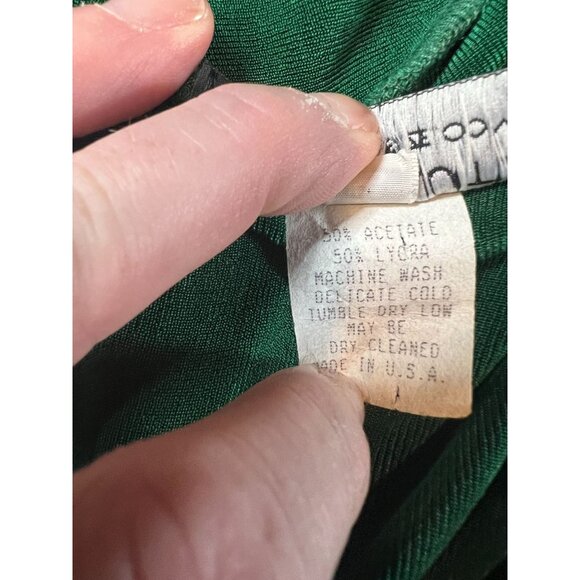 50% ACETATE
50% LYCRA
MACHINE WASH
DELICATE COLD
TUMBLE DRY LOW
MAY BE
DRY CLEANED
MADE IN U.S.A.